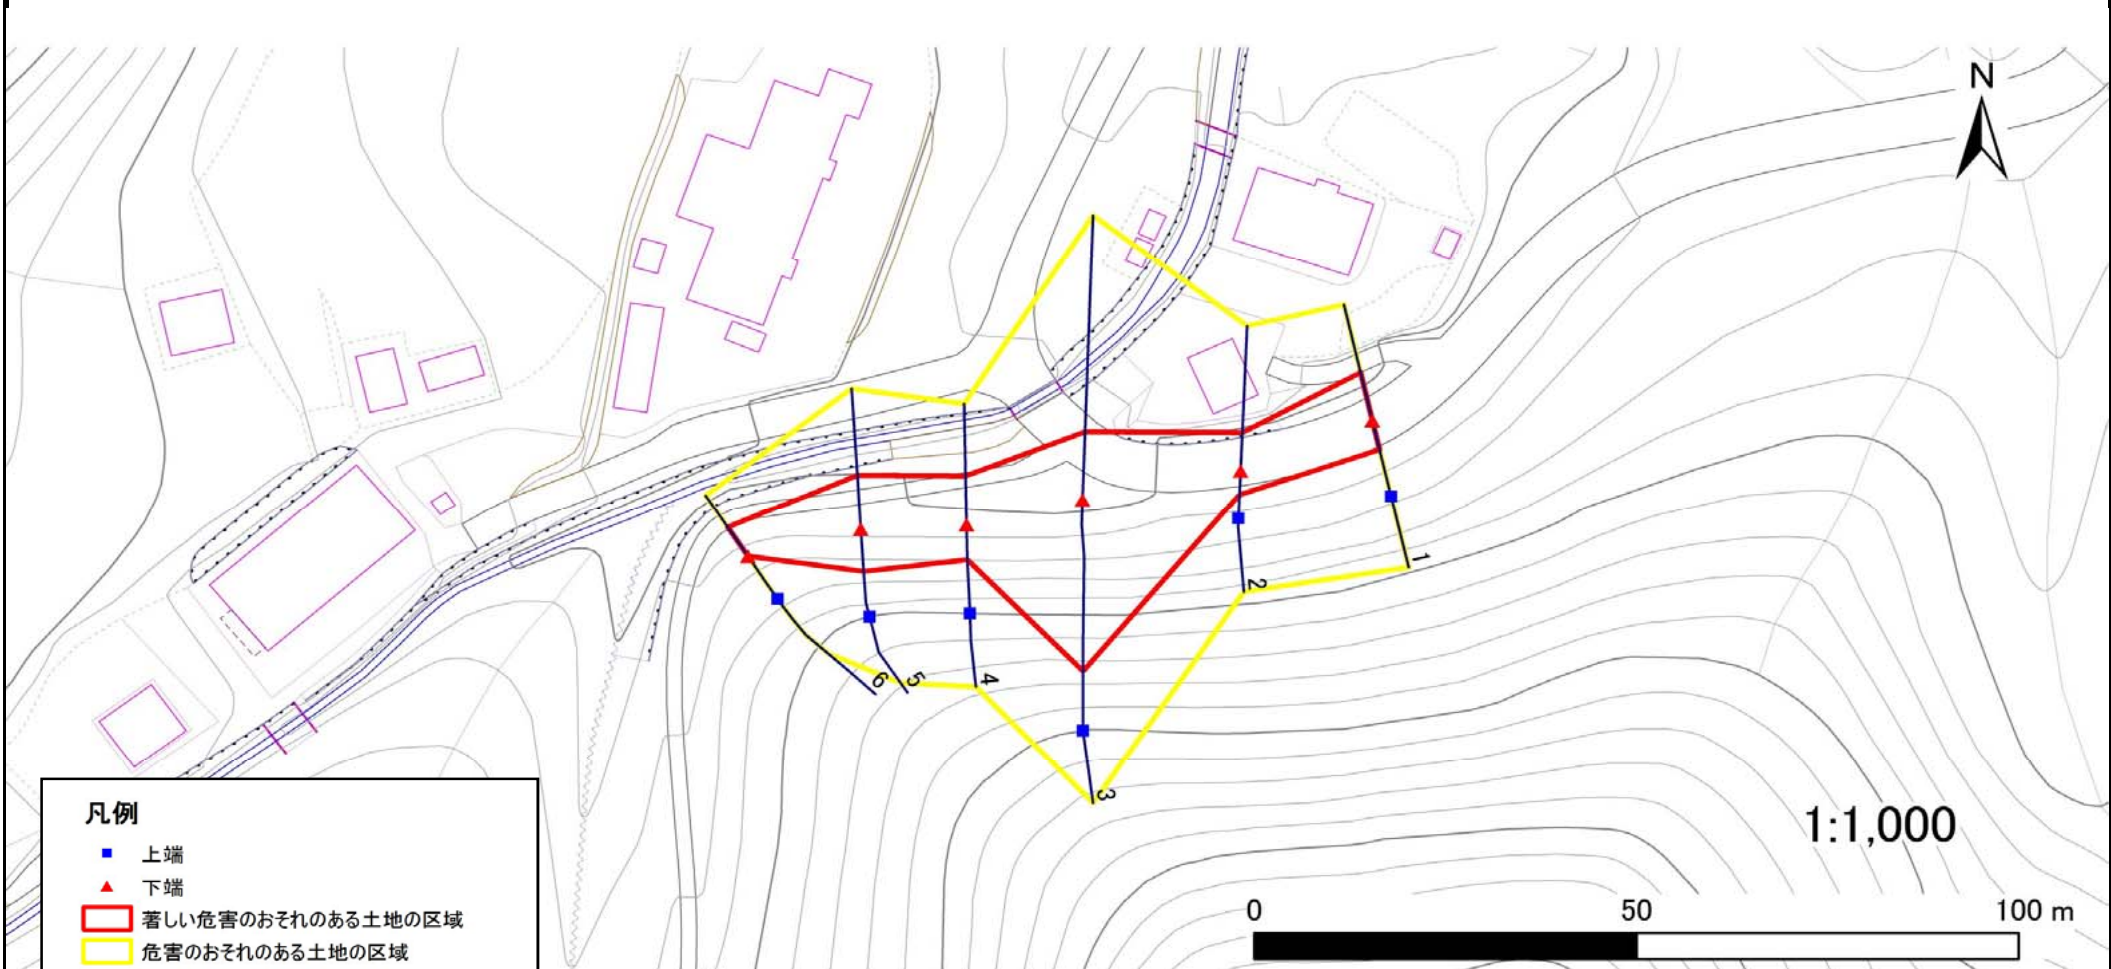 N
1
2
3
4
5
6
1:1,000
0 50 100 m
凡例
上端
下端
著しい危害のおそれのある土地の区域
危害のおそれのある土地の区域